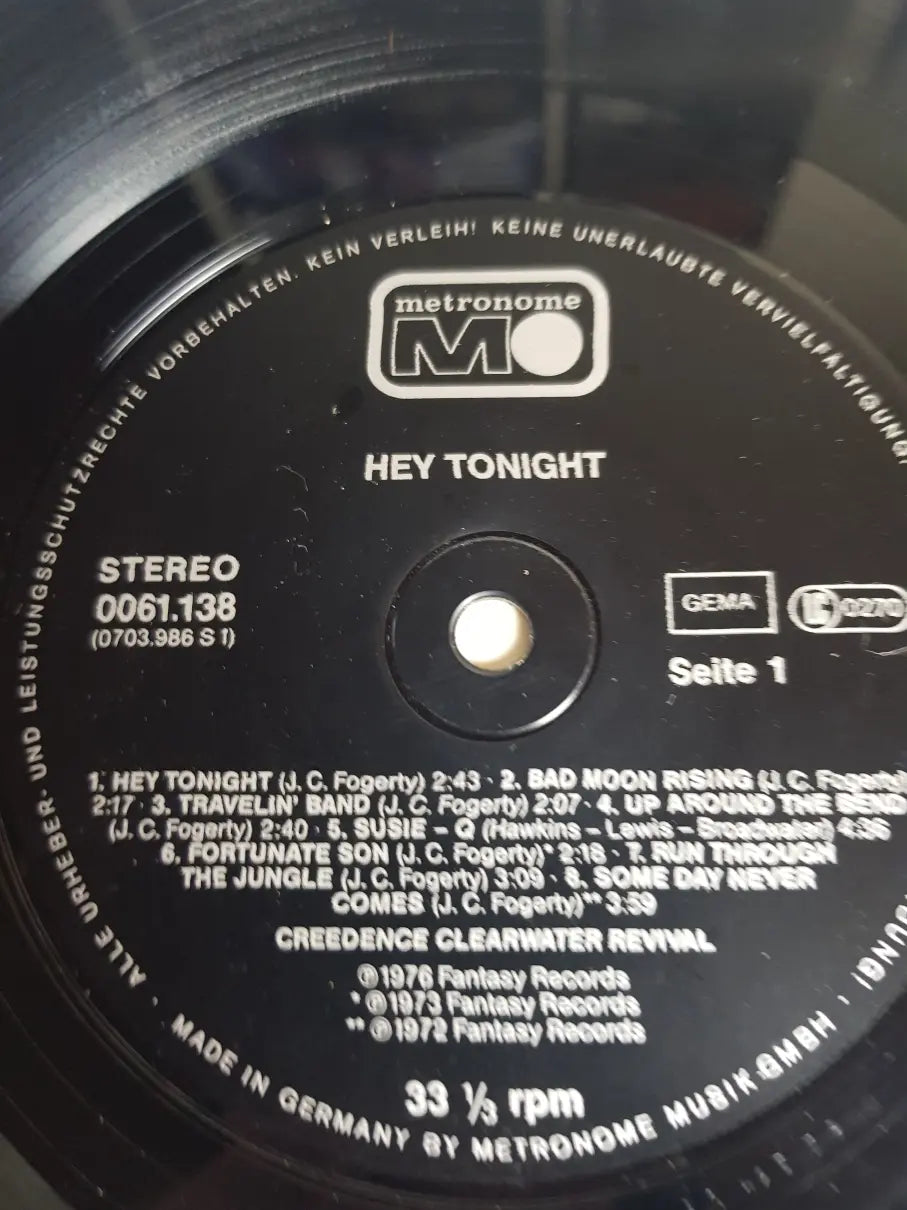 ALLE URHEBER- UND LEISTUNGSSCHUTZRECHTE VORBEHALTEN. KEIN VERLEIH! KEINE UNERLAUBTE VERVIELFÄLTIGUNG!
metronome
MO
HEY TONIGHT
STEREO
0061.138
(0703.986 S 1)
GEMA
LC 0270
Seite 1
1. HEY TONIGHT (J. C. Fogerty) 2:43 · 2. BAD MOON RISING (J. C. Fogerty)
2:17 · 3. TRAVELIN' BAND (J. C. Fogerty) 2:07 · 4. UP AROUND THE BEND
(J. C. Fogerty) 2:40 · 5. SUSIE – Q (Hawkins – Lewis – Broadwater) 4:36
6. FORTUNATE SON (J. C. Fogerty)* 2:18 · 7. RUN THROUGH
THE JUNGLE (J. C. Fogerty) 3:09 · 8. SOME DAY NEVER
COMES (J. C. Fogerty)** 3:59
CREEDENCE CLEARWATER REVIVAL
℗1976 Fantasy Records
* ℗1973 Fantasy Records
** ℗1972 Fantasy Records
33 ⅓ rpm
MADE IN GERMANY BY METRONOME MUSIK GMBH